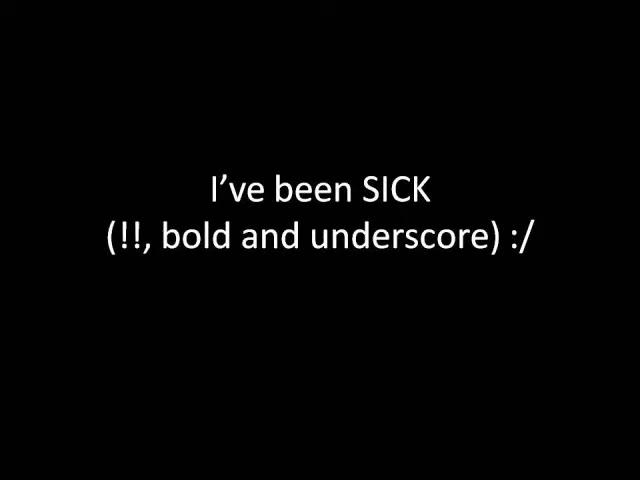 I’ve been SICK
(!!, bold and underscore) :/